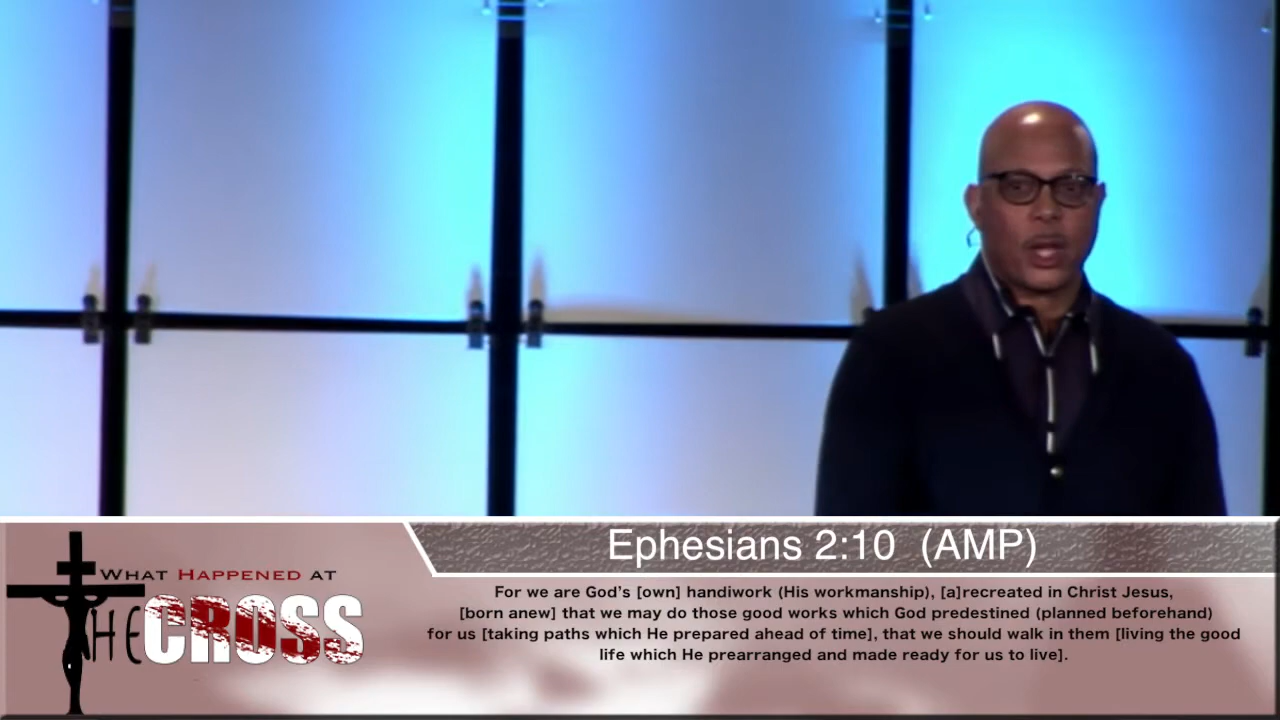 Ephesians 2:10 (AMP)
WHAT HAPPENED AT
THE CROSS
For we are God's [own] handiwork (His workmanship), [a]recreated in Christ Jesus,
[born anew] that we may do those good works which God predestined (planned beforehand)
for us [taking paths which He prepared ahead of time], that we should walk in them [living the good
life which He prearranged and made ready for us to live].